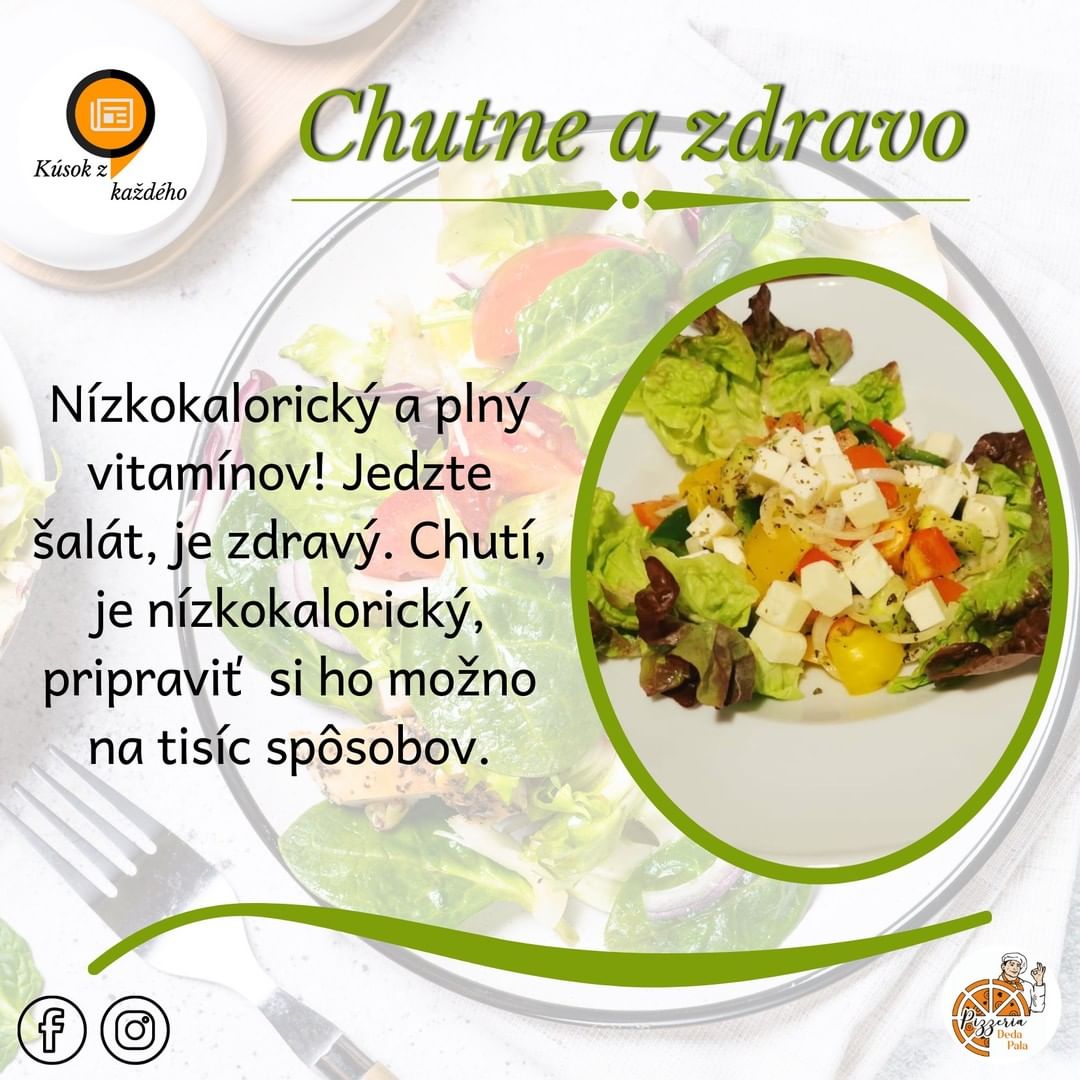 Chutne a zdravo
Kúsok z
každého
Nízkokalorický a plný
vitamínov! Jedzte
šalát, je zdravý. Chutí,
je nízkokalorický,
pripraviť si ho možno
na tisíc spôsobov.
Pizzeria
Deda
Pala